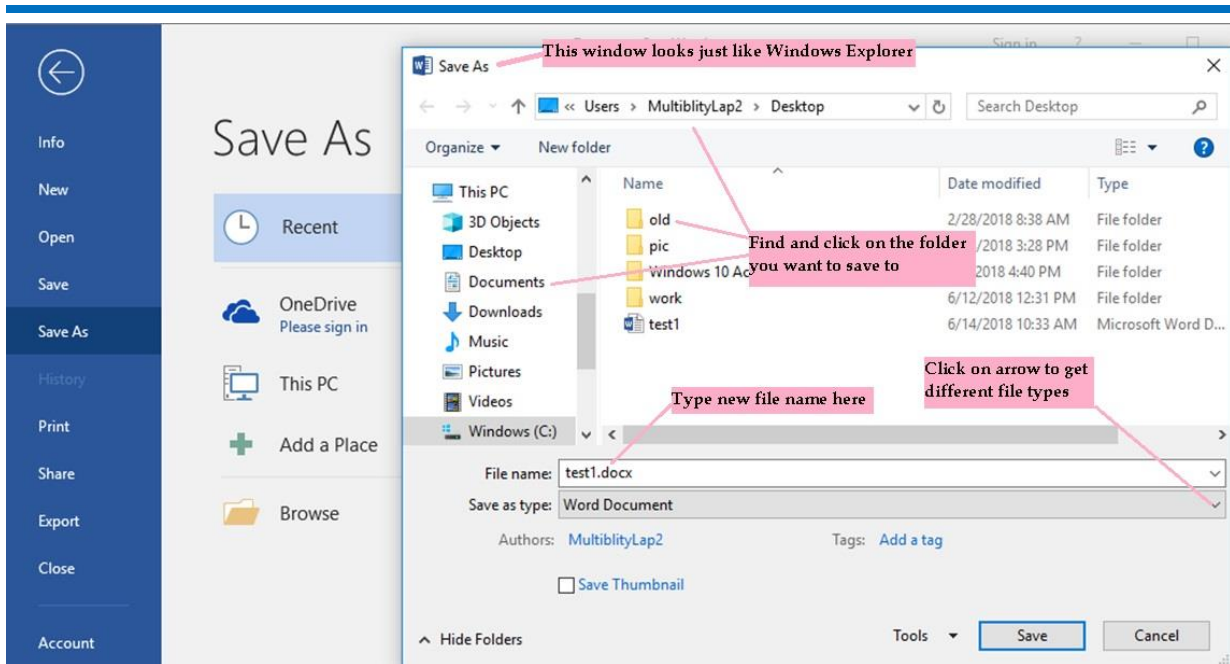 Sign in ?
This window looks just like Windows Explorer
Save As
« Users > MultiblityLap2 > Desktop
Search Desktop
Organize
New folder
Info
New
Open
Save
Save As
History
Print
Share
Export
Close
Account
Save As
Recent
OneDrive
Please sign in
This PC
Add a Place
Browse
This PC
3D Objects
Desktop
Documents
Downloads
Music
Pictures
Videos
Windows (C:)
Name Date modified Type
old 2/28/2018 8:38 AM File folder
pic /2018 3:28 PM File folder
Windows 10 Ac 2018 4:40 PM File folder
work 6/12/2018 12:31 PM File folder
test1 6/14/2018 10:33 AM Microsoft Word D...
Find and click on the folder
you want to save to
Click on arrow to get
different file types
Type new file name here
File name: test1.docx
Save as type: Word Document
Authors: MultiblityLap2 Tags: Add a tag
Save Thumbnail
Hide Folders
Tools Save Cancel